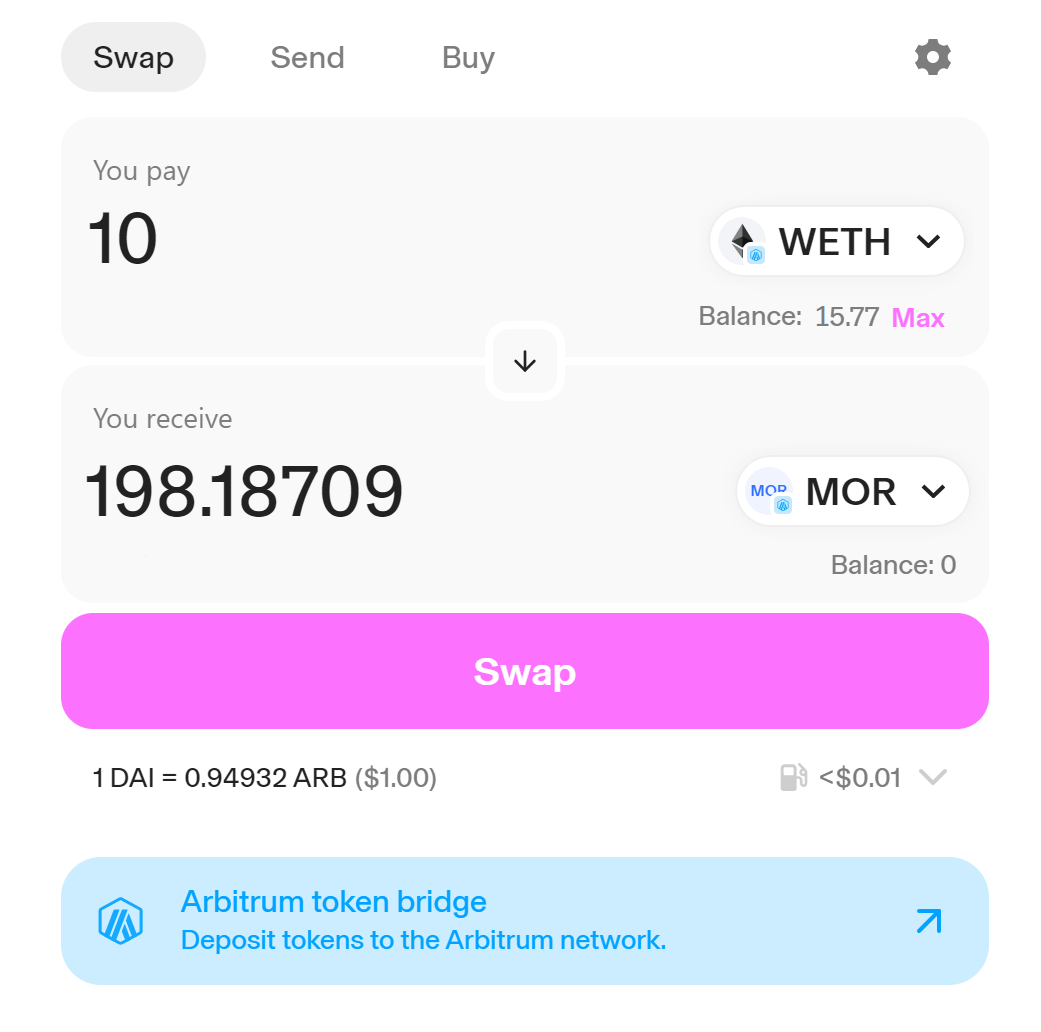 Swap Send Buy
You pay
10
WETH
Balance: 15.77 Max
You receive
198.18709
MOR MOR
Balance: 0
Swap
1 DAI = 0.94932 ARB ($1.00) <$0.01
Arbitrum token bridge
Deposit tokens to the Arbitrum network.